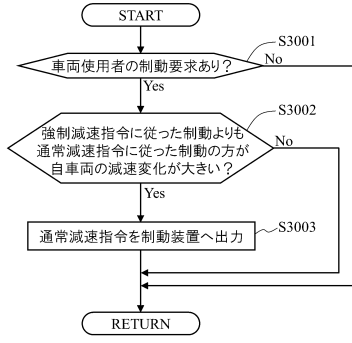 START
S3001
車両使用者の制動要求あり？
No
Yes
S3002
強制減速指令に従った制動よりも
通常減速指令に従った制動の方が
自車両の減速変化が大きい？
No
Yes
S3003
通常減速指令を制動装置へ出力
RETURN